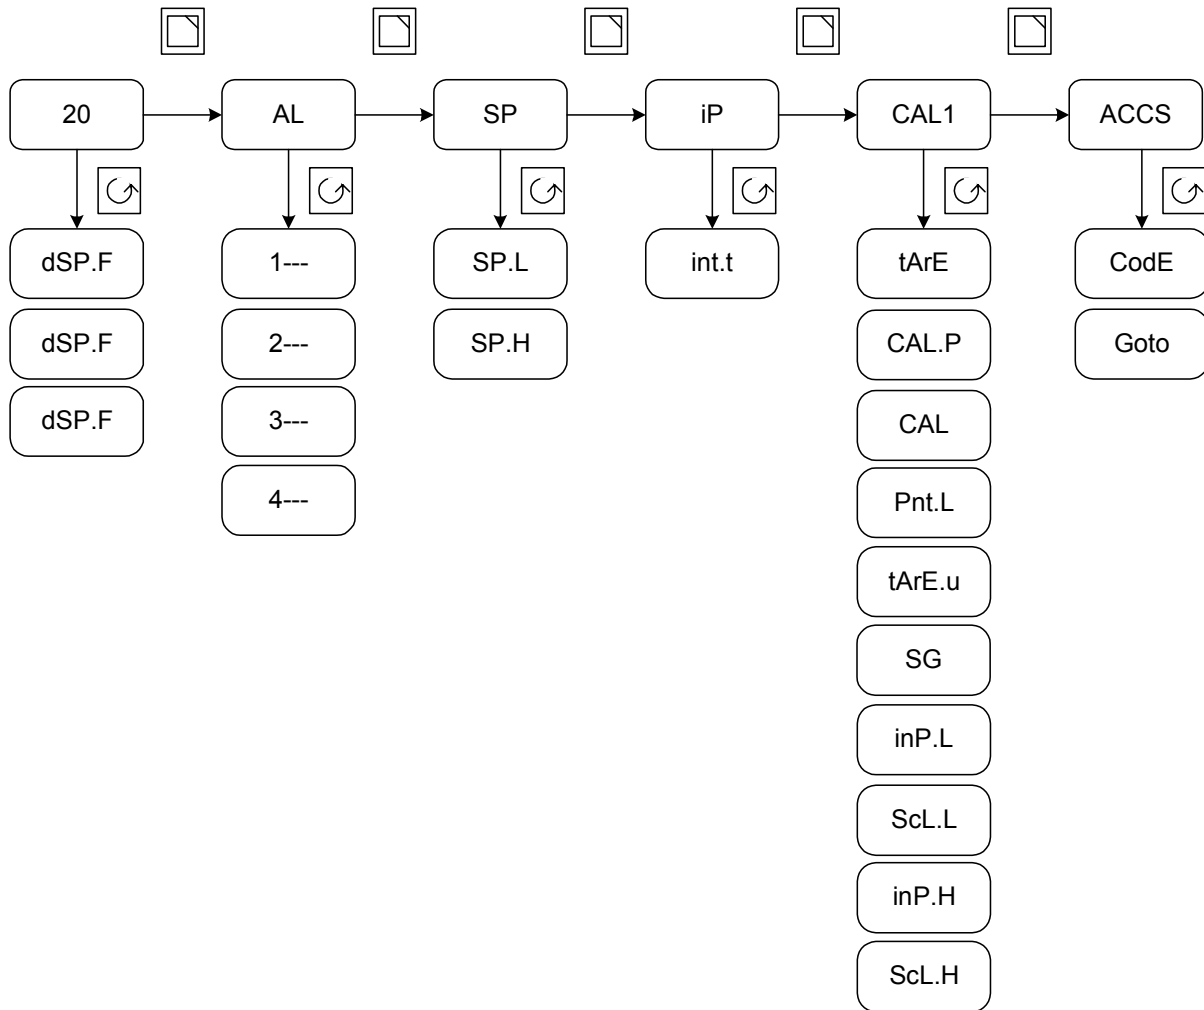 20
AL
SP
iP
CAL1
ACCS
dSP.F
1---
SP.L
int.t
tArE
CodE
dSP.F
2---
SP.H
CAL.P
Goto
dSP.F
3---
CAL
4---
Pnt.L
tArE.u
SG
inP.L
ScL.L
inP.H
ScL.H